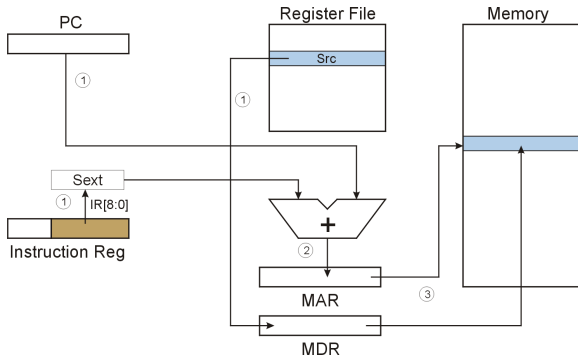 PC
Register File
Memory
Src
1
1
Sext
1
IR[8:0]
+
Instruction Reg
2
MAR
3
MDR